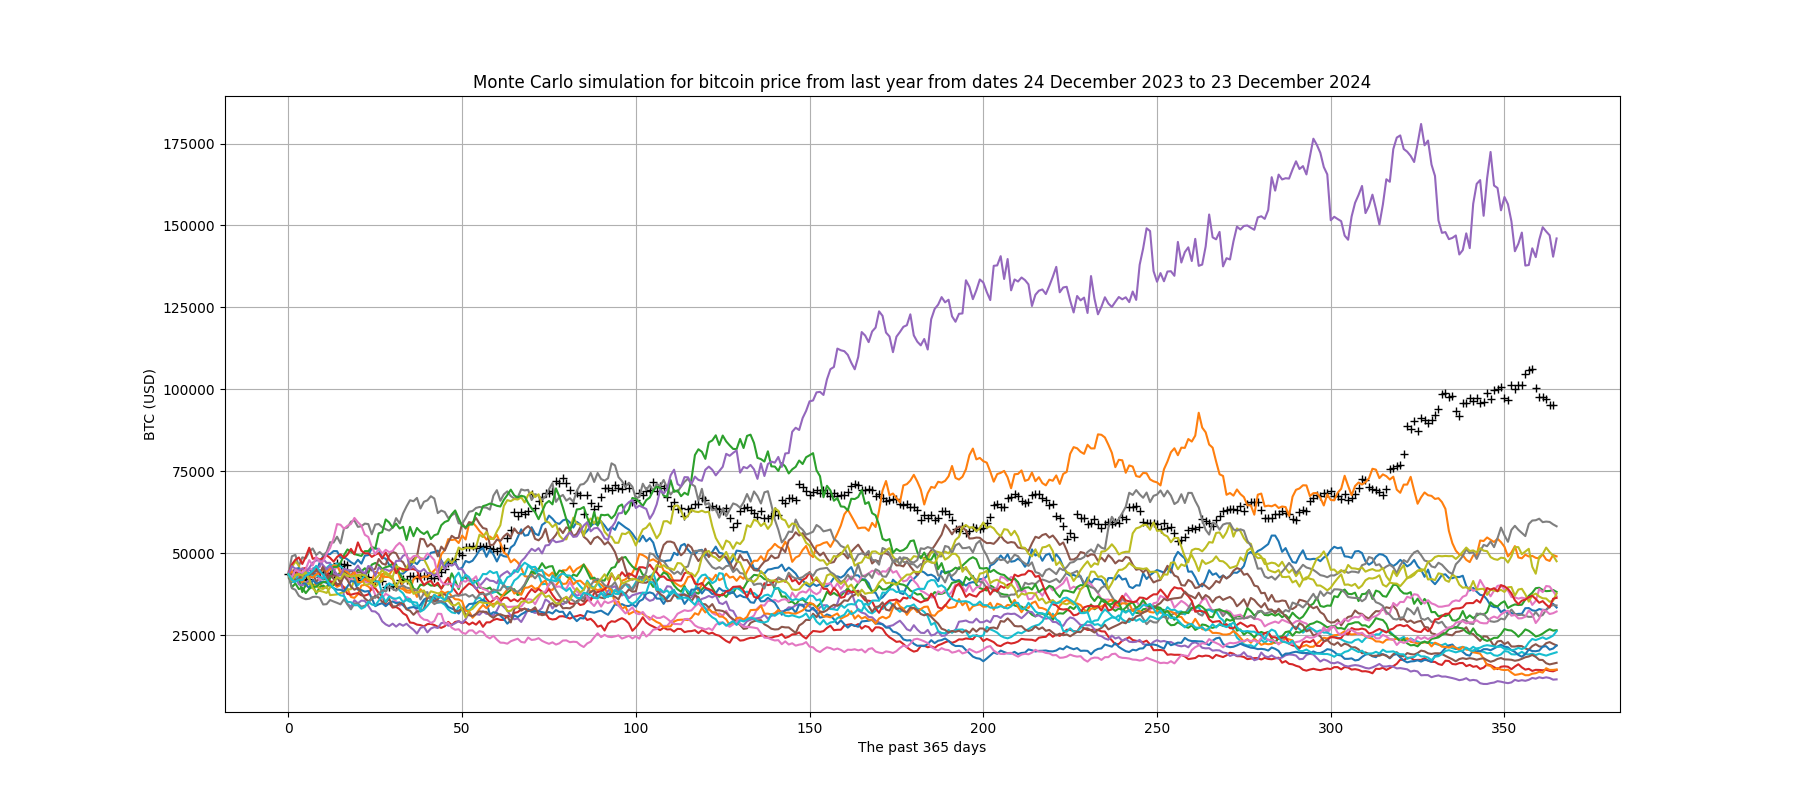 Monte Carlo simulation for bitcoin price from last year from dates 24 December 2023 to 23 December 2024
175000
150000
125000
100000
75000
50000
25000
BTC (USD)
0 50 100 150 200 250 300 350
The past 365 days